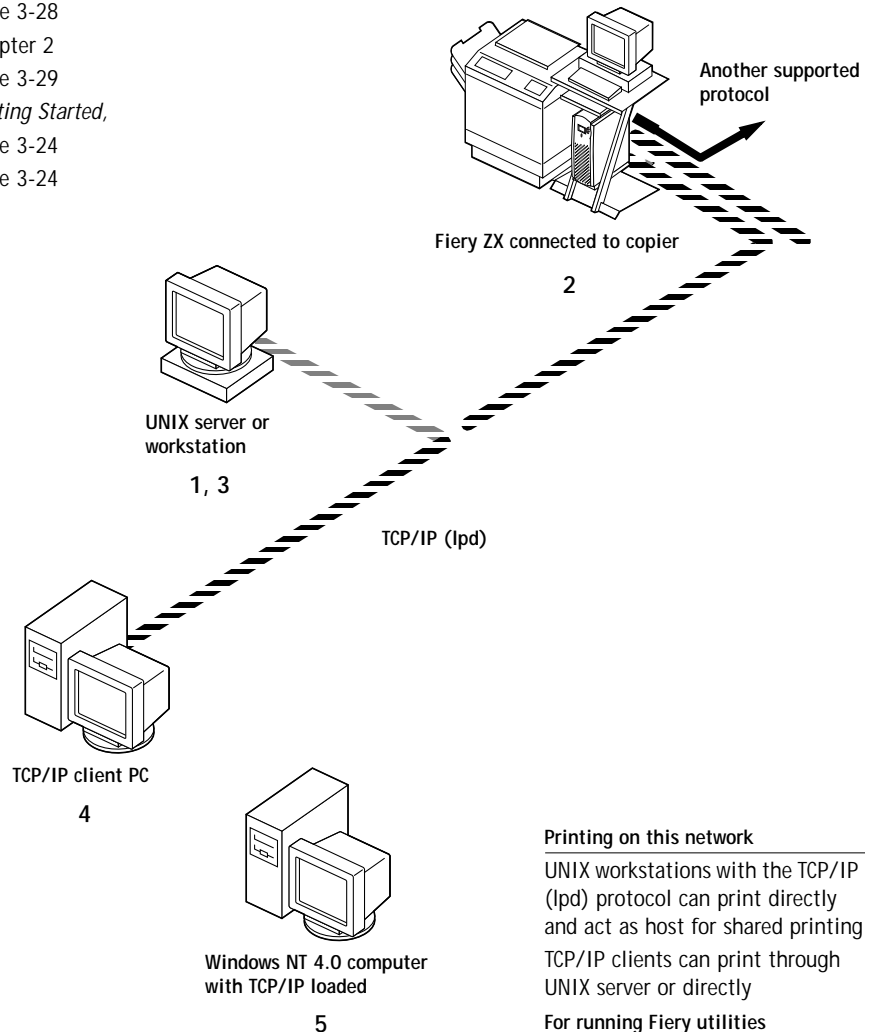 e 3-28
pter 2
e 3-29
ting Started,
e 3-24
e 3-24
Another supported
protocol
Fiery ZX connected to copier
2
UNIX server or
workstation
1, 3
TCP/IP (lpd)
TCP/IP client PC
4
Windows NT 4.0 computer
with TCP/IP loaded
5
Printing on this network
UNIX workstations with the TCP/IP
(lpd) protocol can print directly
and act as host for shared printing
TCP/IP clients can print through
UNIX server or directly
For running Fiery utilities